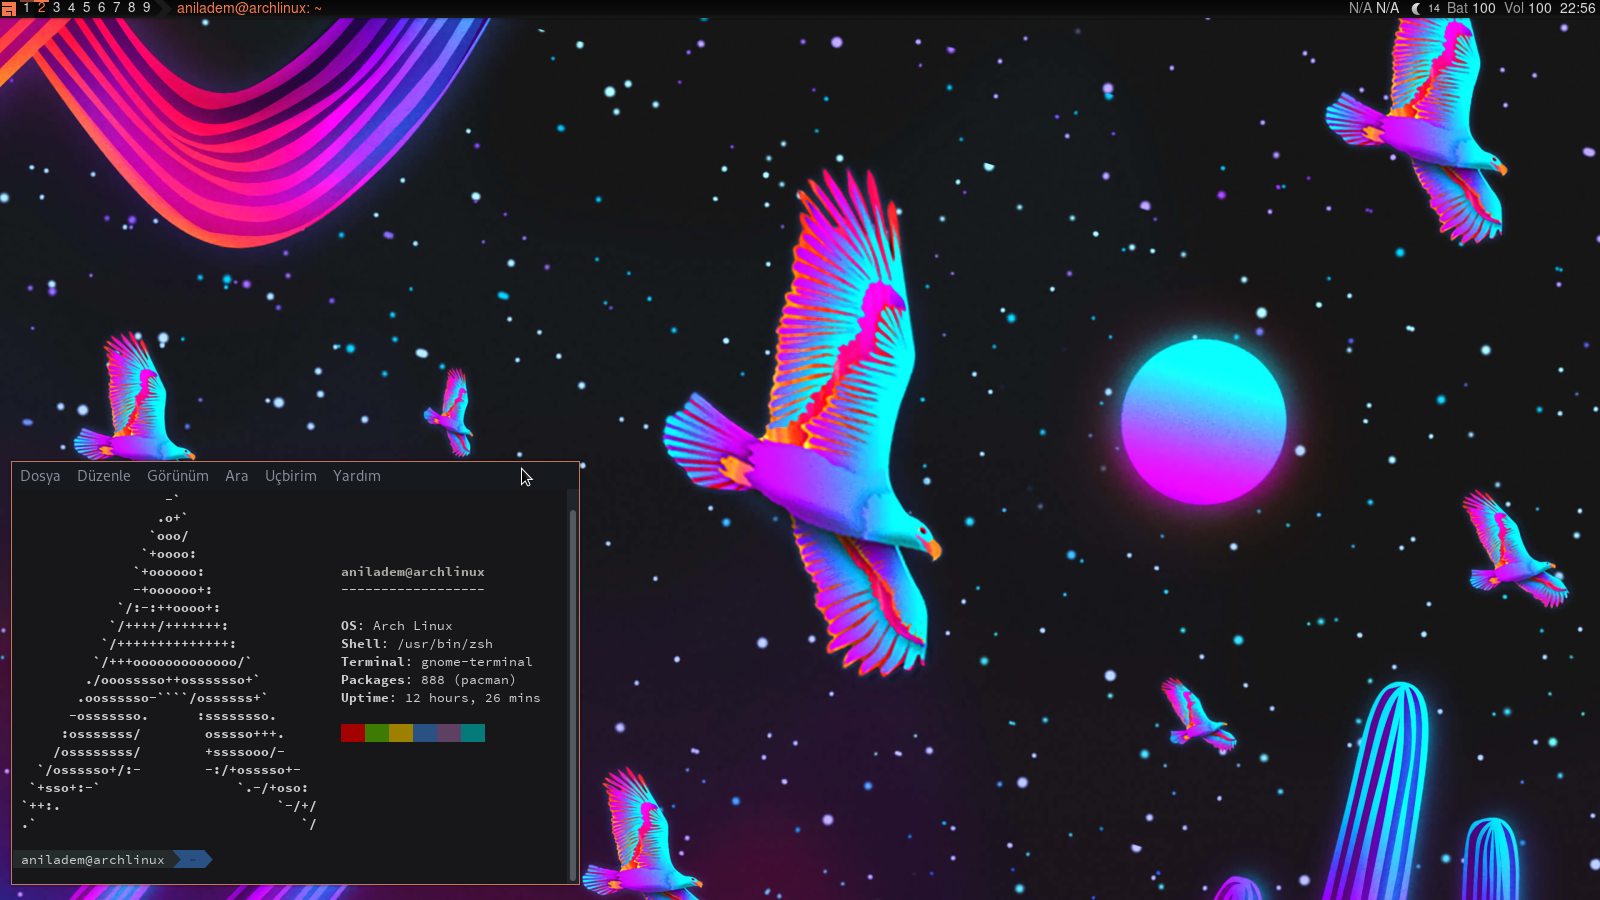 1 2 3 4 5 6 7 8 9 aniladem@archlinux: ~ N/A N/A 14 Bat 100 Vol 100 22:56
Dosya Düzenle Görünüm Ara Uçbirim Yardım
-`
.o+`
`ooo/
`+oooo:
`+oooooo: aniladem@archlinux
-+oooooo+: ------------------
`/:-:++oooo+:
`/++++/+++++++: OS: Arch Linux
`/++++++++++++++: Shell: /usr/bin/zsh
`/+++ooooooooooooo/` Terminal: gnome-terminal
./ooosssso++osssssso+` Packages: 888 (pacman)
.oossssso-````/ossssss+` Uptime: 12 hours, 26 mins
-osssssso. :ssssssso.
:osssssss/ osssso+++.
/ossssssss/ +ssssooo/-
`/ossssso+/:- -:/+osssso+-
`+sso+:-` `.-/+oso:
`++:. `-/+/
.` `/
aniladem@archlinux ~